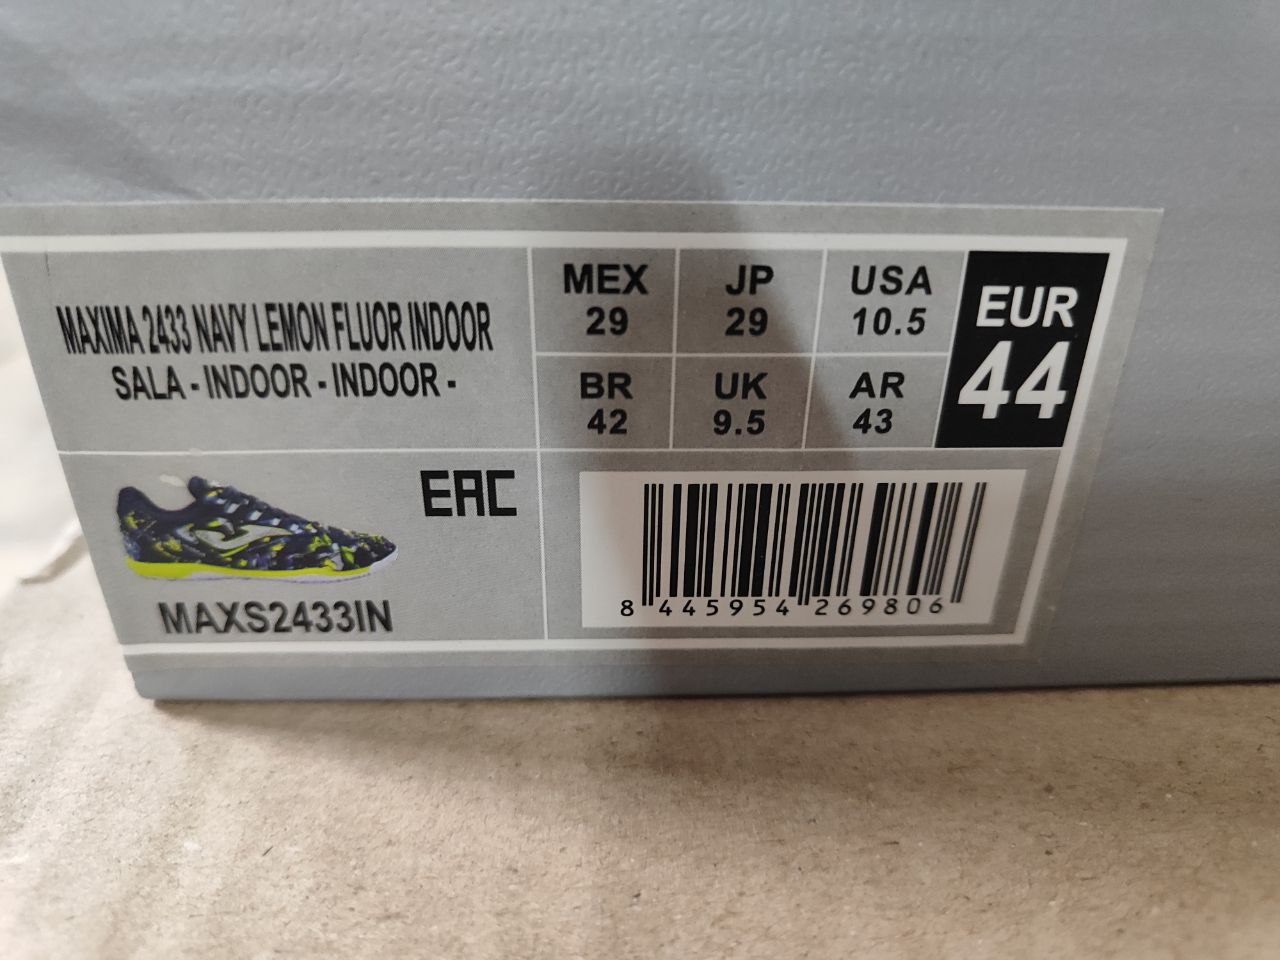 MAXIMA 2433 NAVY LEMON FLUOR INDOOR
SALA - INDOOR - INDOOR -
MEX
29
JP
29
USA
10.5
BR
42
UK
9.5
AR
43
EUR
44
EAC
MAXS2433IN
8 445954 269806